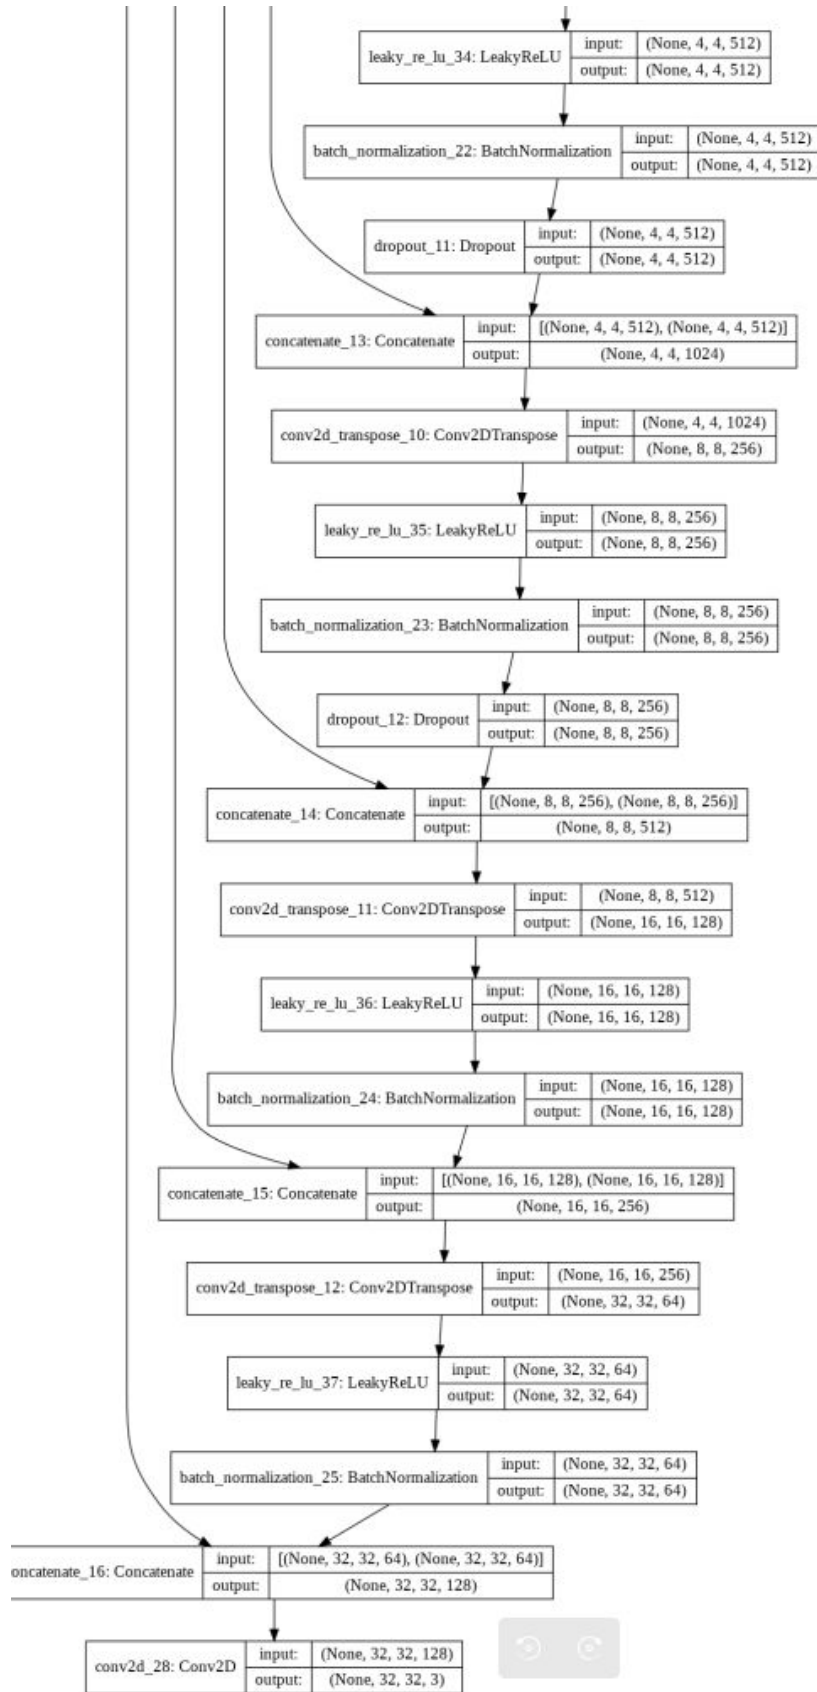 leaky_re_lu_34: LeakyReLU
input: (None, 4, 4, 512)
output: (None, 4, 4, 512)
batch_normalization_22: BatchNormalization
input: (None, 4, 4, 512)
output: (None, 4, 4, 512)
dropout_11: Dropout
input: (None, 4, 4, 512)
output: (None, 4, 4, 512)
concatenate_13: Concatenate
input: [(None, 4, 4, 512), (None, 4, 4, 512)]
output: (None, 4, 4, 1024)
conv2d_transpose_10: Conv2DTranspose
input: (None, 4, 4, 1024)
output: (None, 8, 8, 256)
leaky_re_lu_35: LeakyReLU
input: (None, 8, 8, 256)
output: (None, 8, 8, 256)
batch_normalization_23: BatchNormalization
input: (None, 8, 8, 256)
output: (None, 8, 8, 256)
dropout_12: Dropout
input: (None, 8, 8, 256)
output: (None, 8, 8, 256)
concatenate_14: Concatenate
input: [(None, 8, 8, 256), (None, 8, 8, 256)]
output: (None, 8, 8, 512)
conv2d_transpose_11: Conv2DTranspose
input: (None, 8, 8, 512)
output: (None, 16, 16, 128)
leaky_re_lu_36: LeakyReLU
input: (None, 16, 16, 128)
output: (None, 16, 16, 128)
batch_normalization_24: BatchNormalization
input: (None, 16, 16, 128)
output: (None, 16, 16, 128)
concatenate_15: Concatenate
input: [(None, 16, 16, 128), (None, 16, 16, 128)]
output: (None, 16, 16, 256)
conv2d_transpose_12: Conv2DTranspose
input: (None, 16, 16, 256)
output: (None, 32, 32, 64)
leaky_re_lu_37: LeakyReLU
input: (None, 32, 32, 64)
output: (None, 32, 32, 64)
batch_normalization_25: BatchNormalization
input: (None, 32, 32, 64)
output: (None, 32, 32, 64)
oncatenate_16: Concatenate
input: [(None, 32, 32, 64), (None, 32, 32, 64)]
output: (None, 32, 32, 128)
conv2d_28: Conv2D
input: (None, 32, 32, 128)
output: (None, 32, 32, 3)